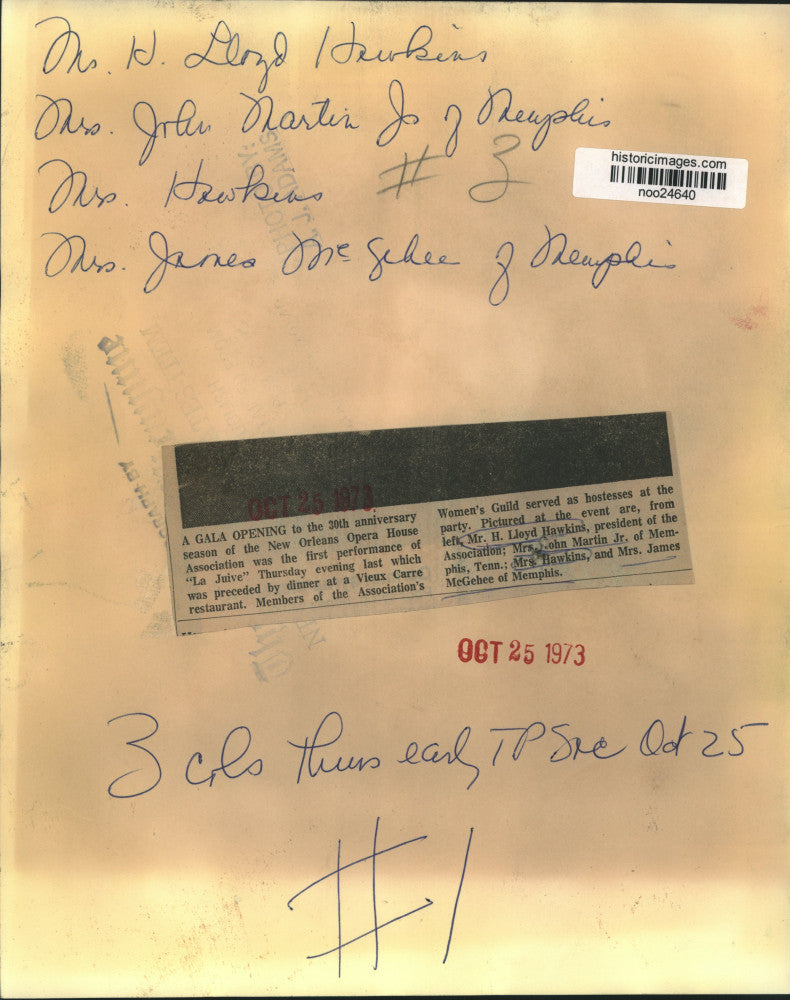 Mr. H. Lloyd Hawkins
Mrs. John Martin Jr of Memphis
Mrs. Hawkins # 3
Mrs. James McGehee of Memphis
historicimages.com
noo24640
PHOTO BY:
J. ADAMS
OCT 25 1973
A GALA OPENING to the 30th anniversary
season of the New Orleans Opera House
Association was the first performance of
"La Juive" Thursday evening last which
was preceded by dinner at a Vieux Carre
restaurant. Members of the Association's
Women's Guild served as hostesses at the
party. Pictured at the event are, from
left, Mr. H. Lloyd Hawkins, president of the
Association; Mrs. John Martin Jr. of Mem-
phis, Tenn.; Mrs. Hawkins, and Mrs. James
McGehee of Memphis.
OCT 25 1973
3 cols thurs early TP Soc Oct 25
#1